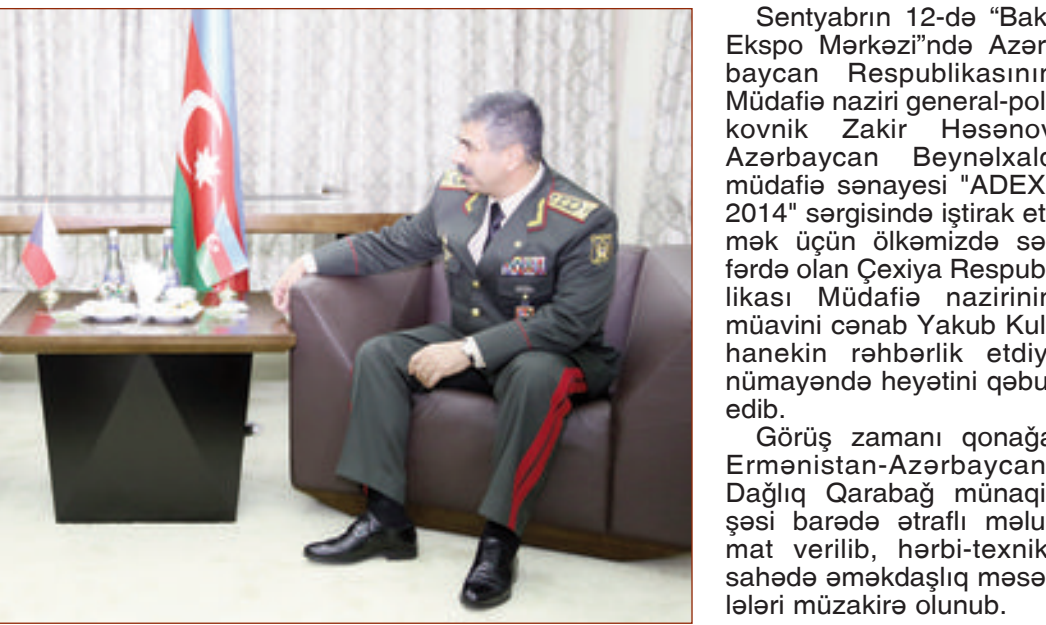 Sentyabrın 12-də “Bak
Ekspo Mərkəzi”ndə Azər
baycan Respublikasının
Müdafiə naziri general-pol
kovnik Zakir Həsənov
Azərbaycan Beynəlxalq
müdafiə sənayesi "ADEX
2014" sərgisində iştirak et
mək üçün ölkəmizdə sə
fərdə olan Çexiya Respub
likası Müdafiə nazirinin
müavini cənab Yakub Kul
hanekin rəhbərlik etdiy
nümayəndə heyətini qəbu
edib.
Görüş zamanı qonağa
Ermənistan-Azərbaycan
Dağlıq Qarabağ münaqi
şəsi barədə ətraflı məlu
mat verilib, hərbi-texnik
sahədə əməkdaşlıq məsə
lələri müzakirə olunub.